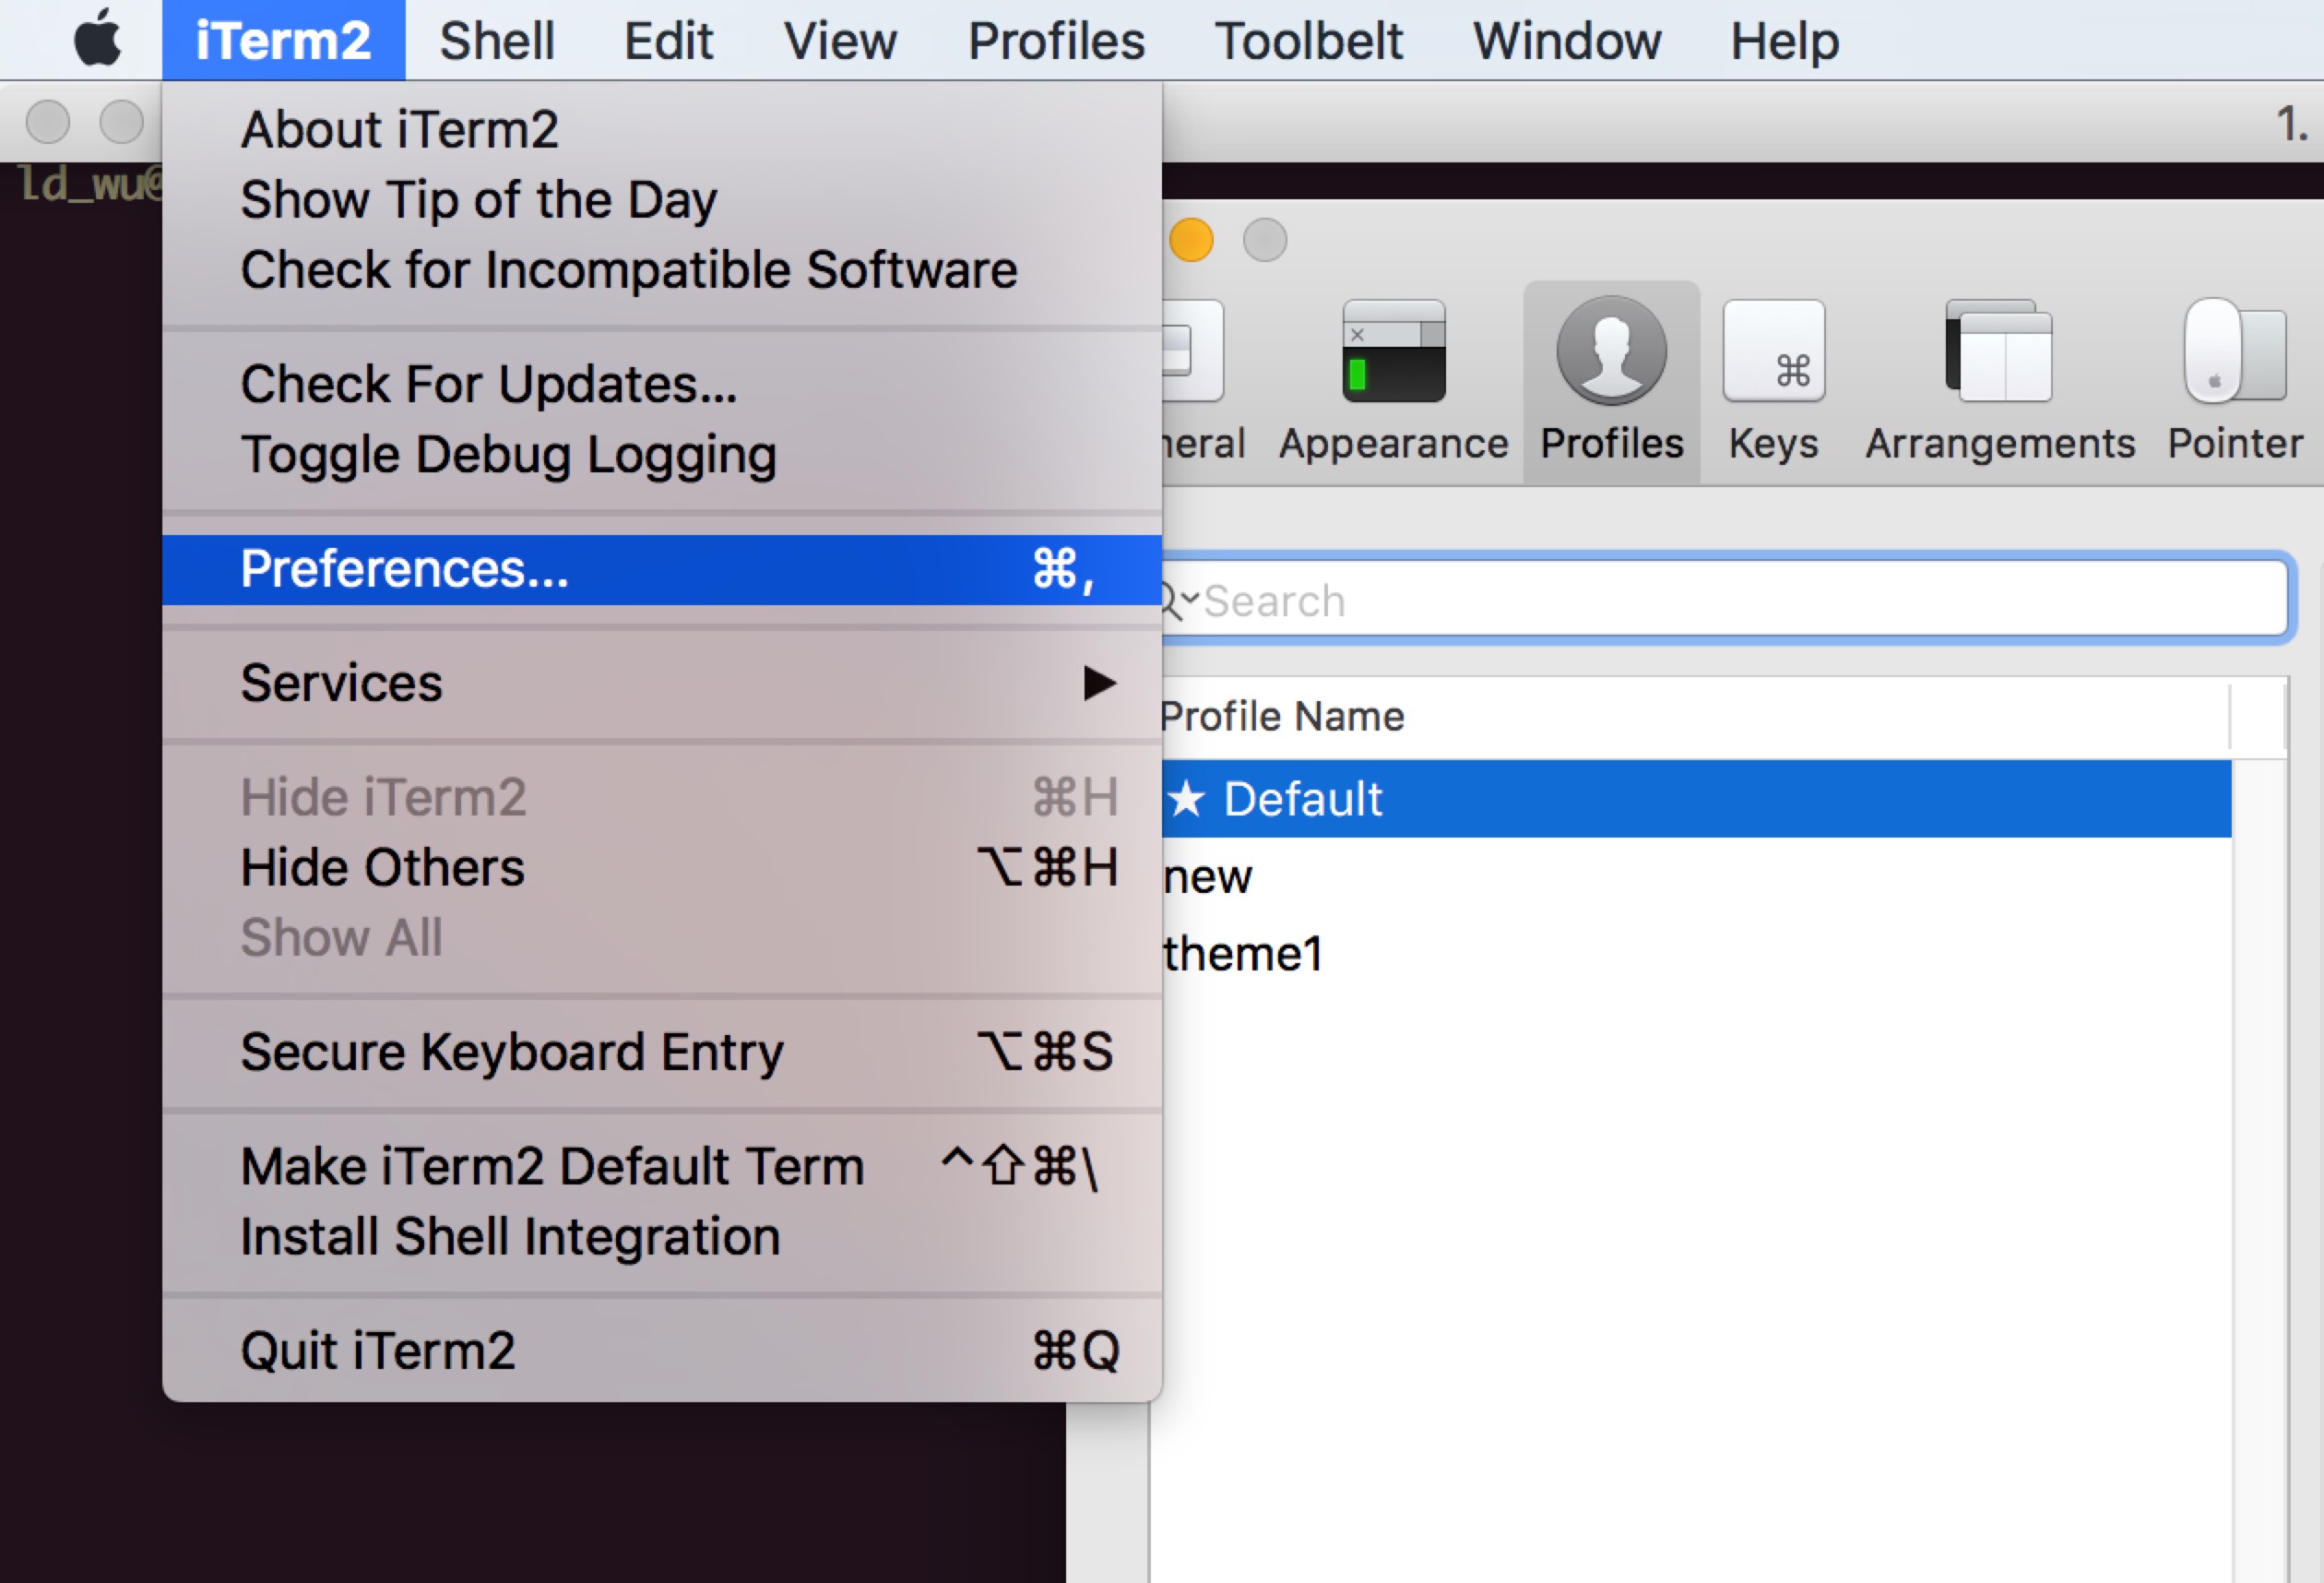 iTerm2 Shell Edit View Profiles Toolbelt Window Help
1.
ld_wu@
About iTerm2
Show Tip of the Day
Check for Incompatible Software
Check For Updates...
Toggle Debug Logging
Preferences... ⌘,
Services ▶
Hide iTerm2 ⌘H
Hide Others ⌥⌘H
Show All
Secure Keyboard Entry ⌥⌘S
Make iTerm2 Default Term ^⇧⌘\
Install Shell Integration
Quit iTerm2 ⌘Q
neral Appearance Profiles Keys Arrangements Pointer
Search
Profile Name
★ Default
new
theme1